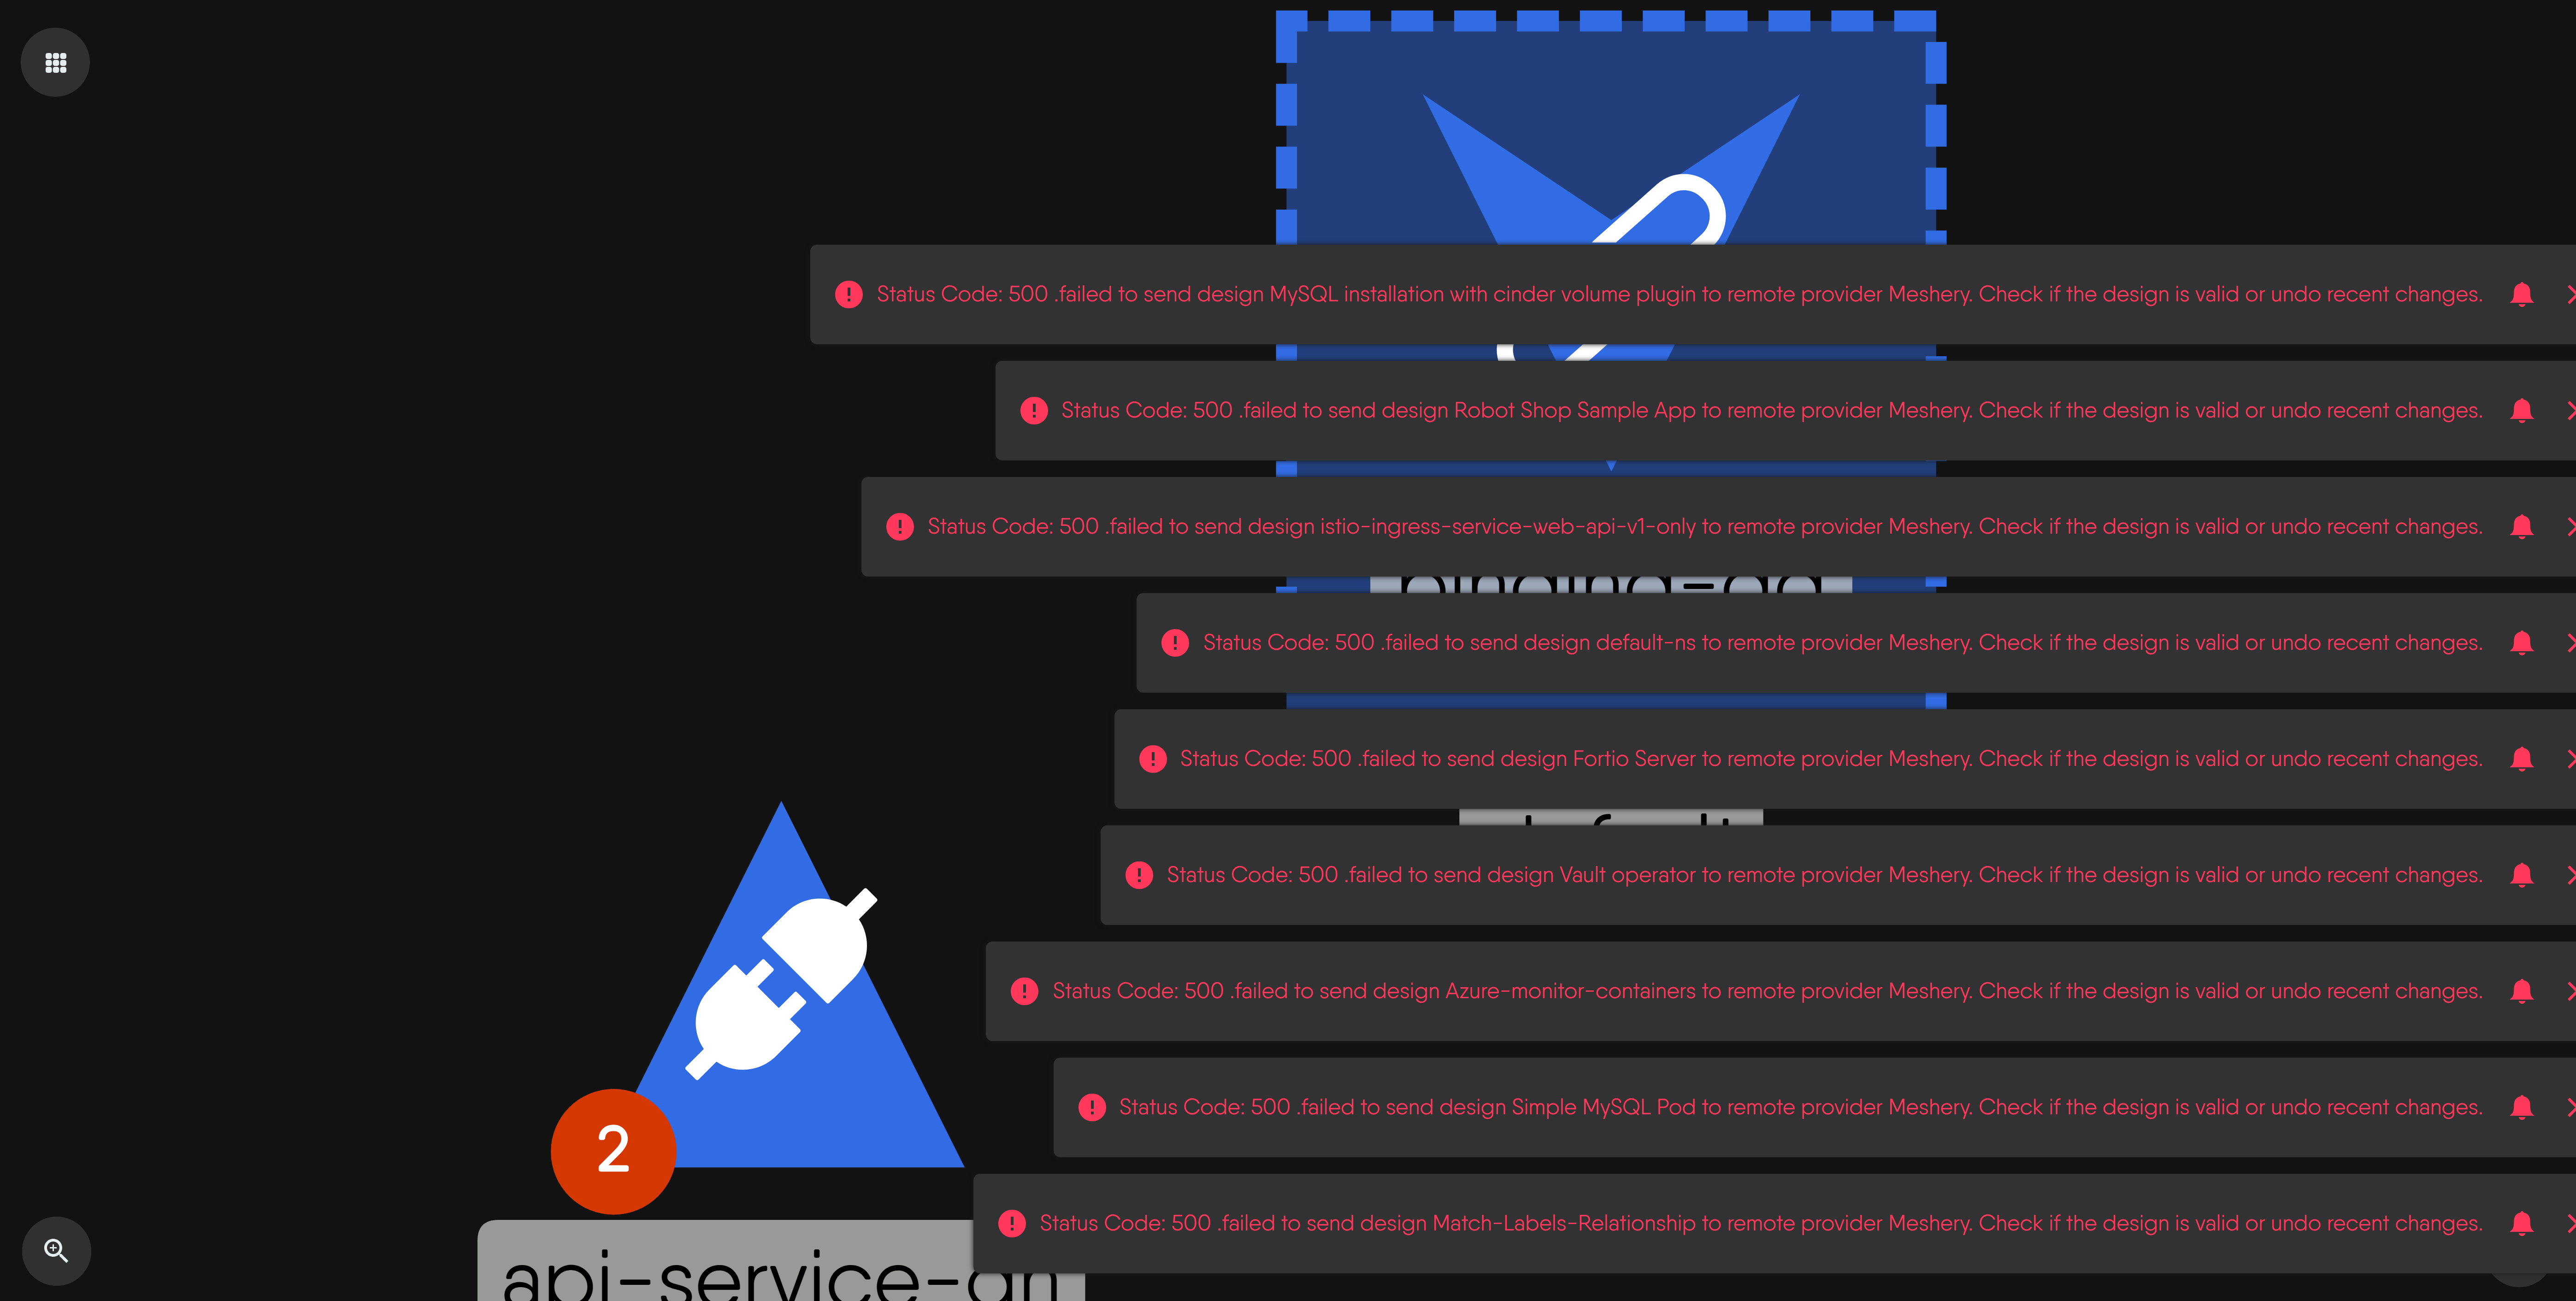 Status Code: 500 .failed to send design MySQL installation with cinder volume plugin to remote provider Meshery. Check if the design is valid or undo recent changes.
Status Code: 500 .failed to send design Robot Shop Sample App to remote provider Meshery. Check if the design is valid or undo recent changes.
Status Code: 500 .failed to send design istio-ingress-service-web-api-v1-only to remote provider Meshery. Check if the design is valid or undo recent changes.
Status Code: 500 .failed to send design default-ns to remote provider Meshery. Check if the design is valid or undo recent changes.
Status Code: 500 .failed to send design Fortio Server to remote provider Meshery. Check if the design is valid or undo recent changes.
Status Code: 500 .failed to send design Vault operator to remote provider Meshery. Check if the design is valid or undo recent changes.
Status Code: 500 .failed to send design Azure-monitor-containers to remote provider Meshery. Check if the design is valid or undo recent changes.
Status Code: 500 .failed to send design Simple MySQL Pod to remote provider Meshery. Check if the design is valid or undo recent changes.
2
Status Code: 500 .failed to send design Match-Labels-Relationship to remote provider Meshery. Check if the design is valid or undo recent changes.
api-service-